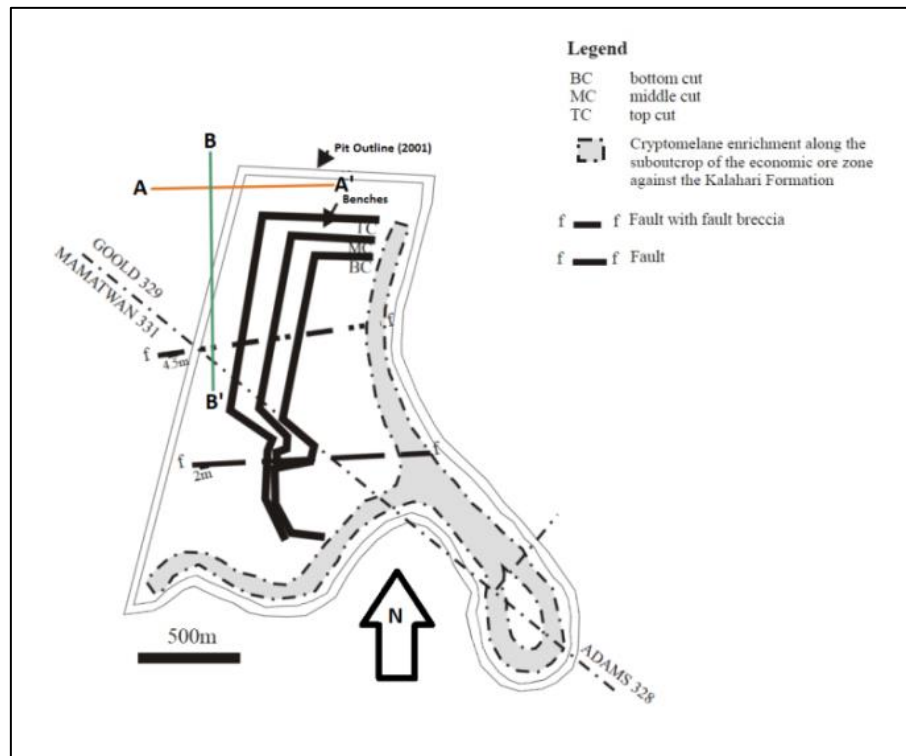 Legend
BC bottom cut
MC middle cut
TC top cut
Cryptomelane enrichment along the
suboutcrop of the economic ore zone
against the Kalahari Formation
f f Fault with fault breccia
f f Fault
B
Pit Outline (2001)
A
A'
Benches
TC
MC
BC
GOOLD 329
MAMATWAN 331
f
f
4.5m
B'
f
f
2m
N
500m
ADAMS 328